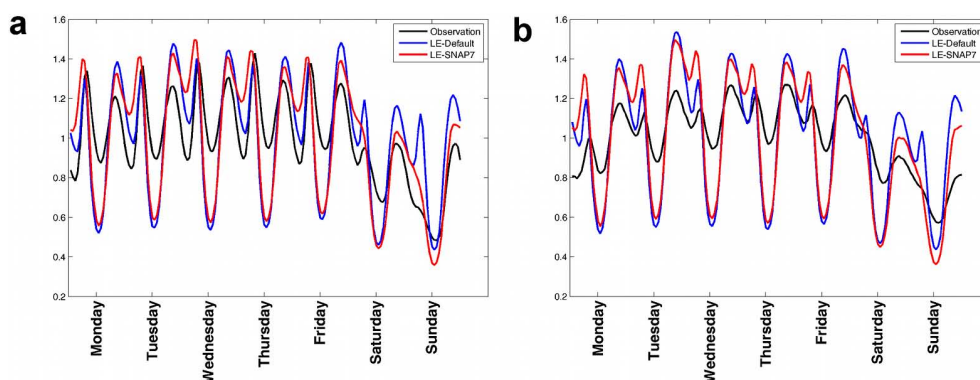 a
Observation
LE-Default
LE-SNAP7
1.6
1.4
1.2
1
0.8
0.6
0.4
0.2
Monday
Tuesday
Wednesday
Thursday
Friday
Saturday
Sunday
b
Observation
LE-Default
LE-SNAP7
1.6
1.4
1.2
1
0.8
0.6
0.4
0.2
Monday
Tuesday
Wednesday
Thursday
Friday
Saturday
Sunday